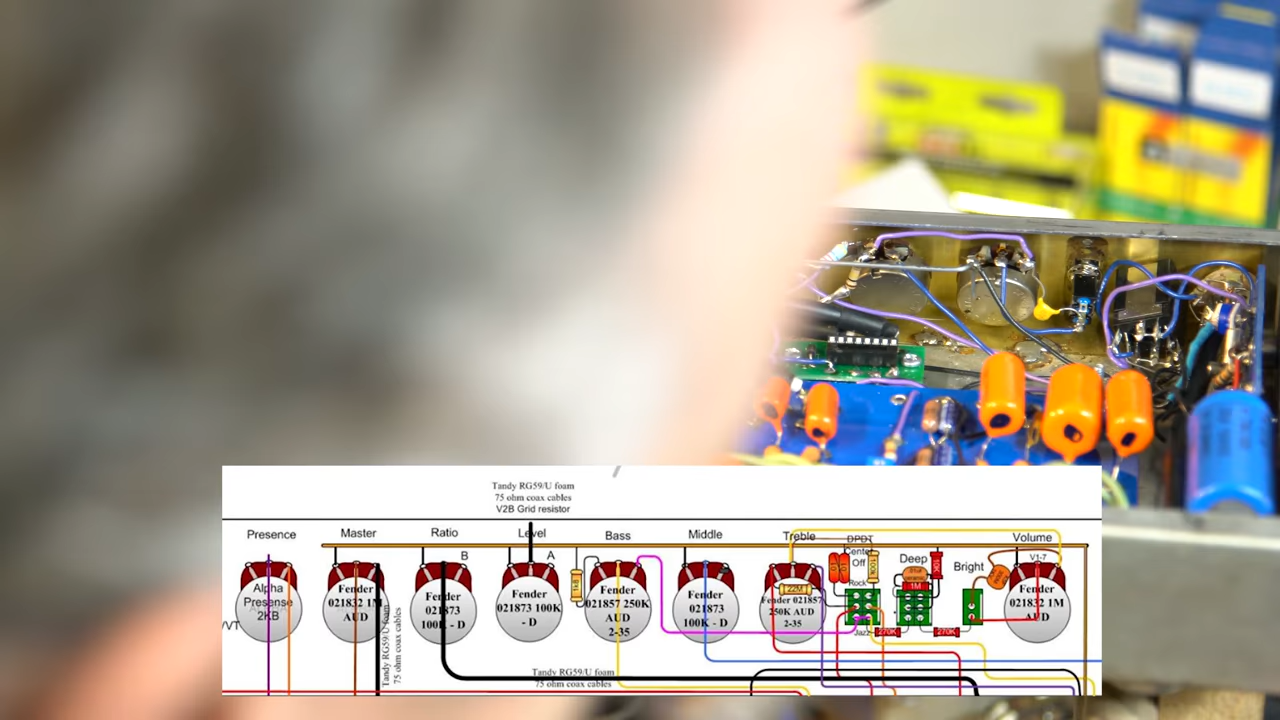 Tandy RG59/U foam
75 ohm coax cables
V2B Grid resistor
Presence
Master
Ratio
Level
Bass
Middle
Treble
DPDT
Center
Off
Deep
Bright
Volume
B
A
V1-7
Rock
Jazz
Alpha
Presense
2KB
Fender
021832 1M
AUD
Fender
021873
100K - D
Fender
021873 100K
- D
Fender
021857 250K
AUD
2-35
Fender
021873
100K - D
Fender 021857
250K AUD
2-35
Fender
021832 1M
AUD
/VT
22M
1M
270K
270K
Tandy RG59/U foam
75 ohm coax cables
Tandy RG59/U foam
75 ohm coax cables